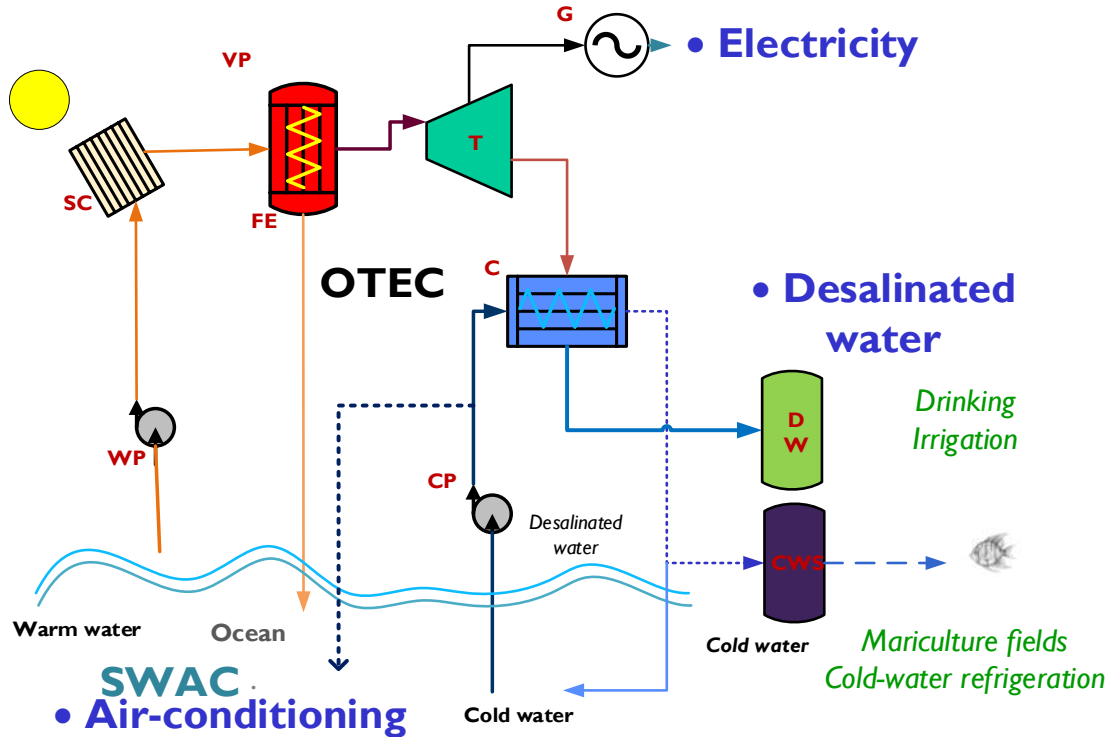 G
• Electricity
VP
T
SC
FE
OTEC
C
• Desalinated
water
D
W
Drinking
Irrigation
WP
CP
Desalinated
water
CWS
Warm water
Ocean
Cold water
Mariculture fields
Cold-water refrigeration
SWAC .
• Air-conditioning
Cold water